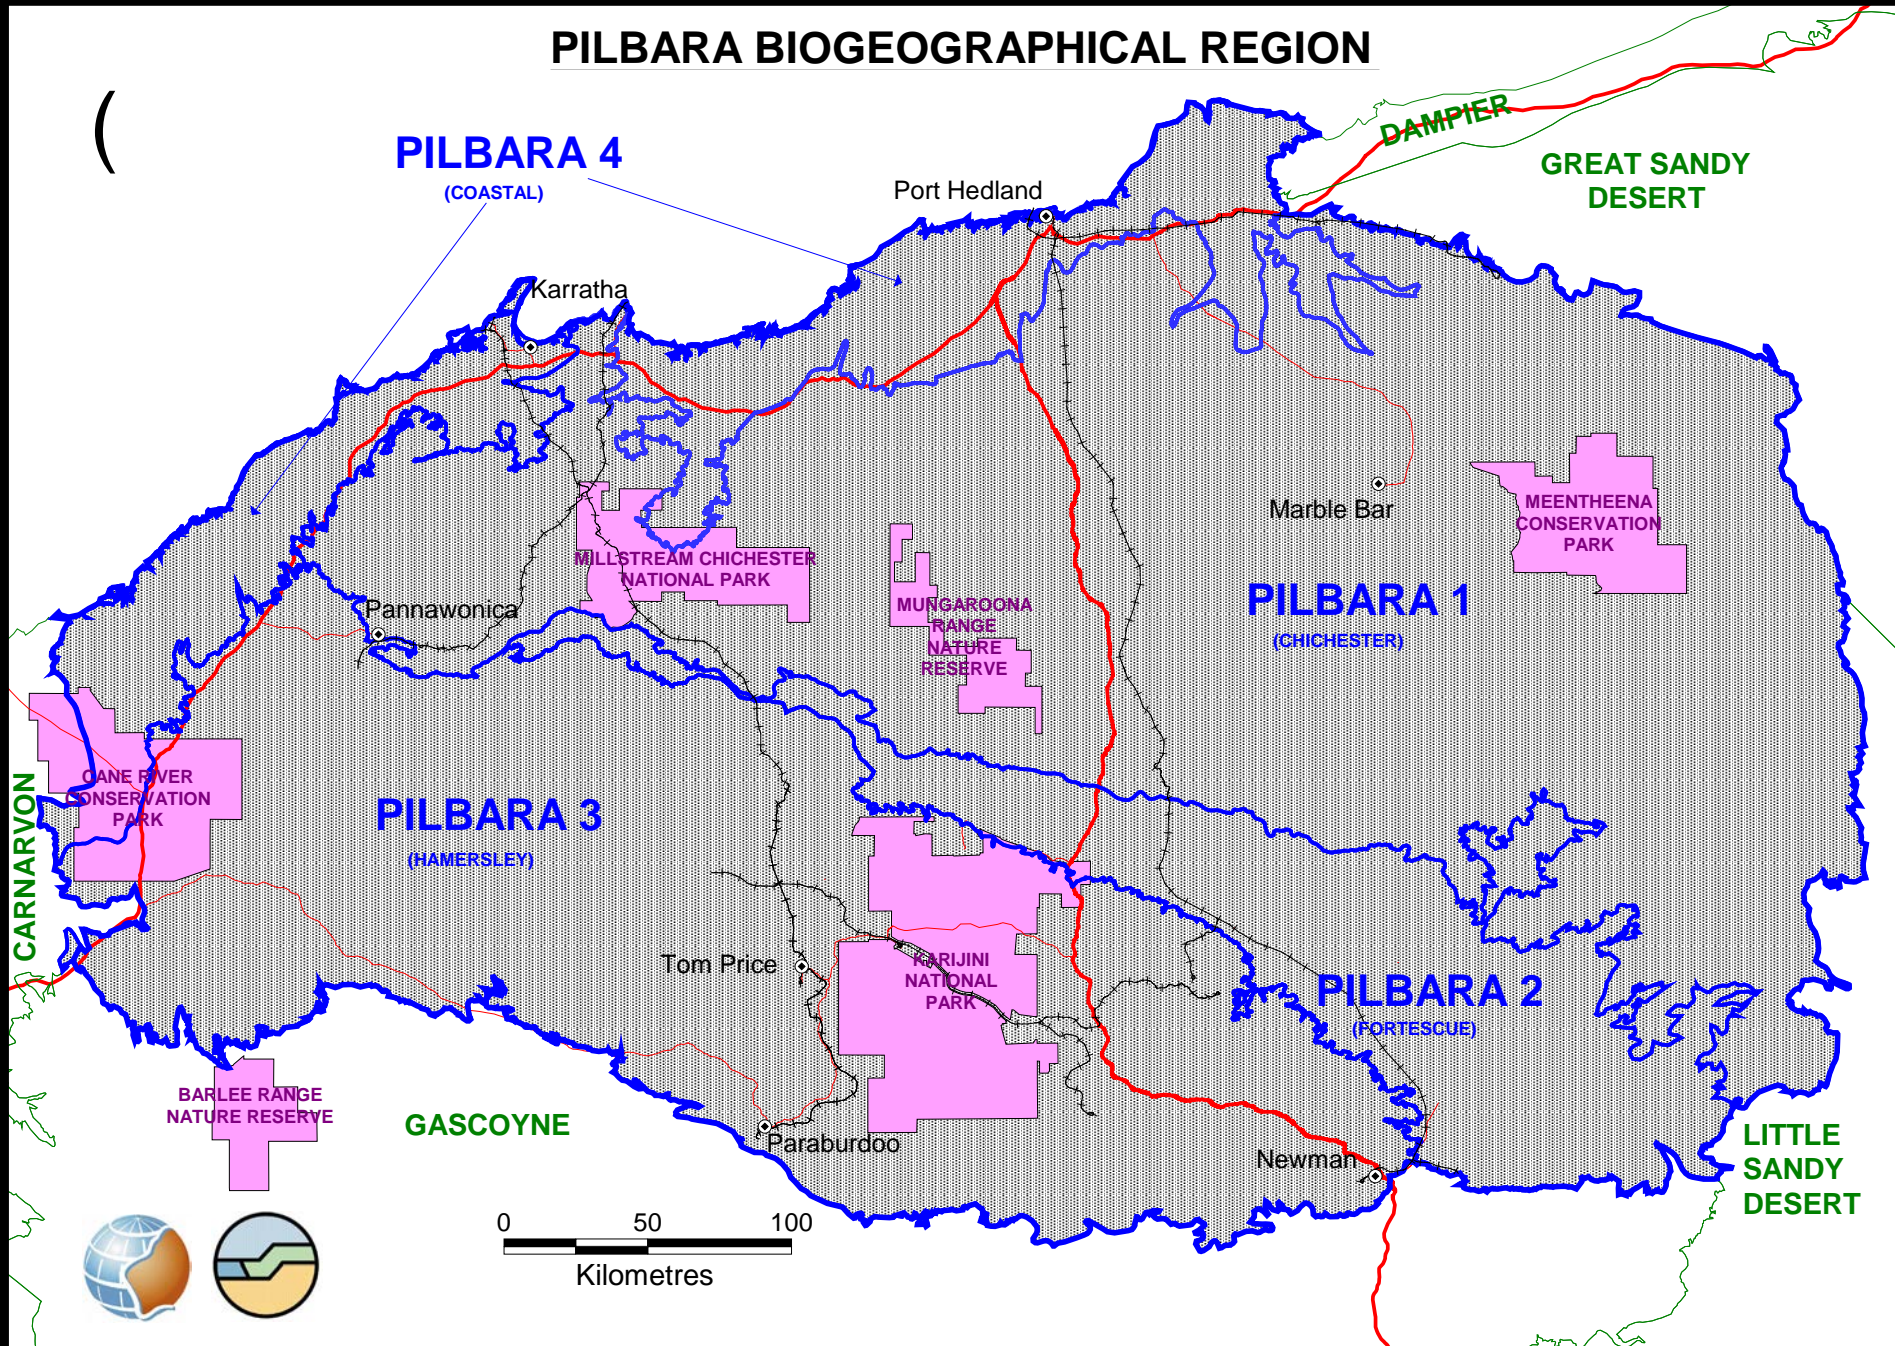 PILBARA BIOGEOGRAPHICAL REGION
(
DAMPIER
PILBARA 4
(COASTAL)
GREAT SANDY
DESERT
Port Hedland
Karratha
Marble Bar
MEENTHEENA
CONSERVATION
PARK
MILLSTREAM CHICHESTER
NATIONAL PARK
Pannawonica
MUNGAROONA
RANGE
NATURE
RESERVE
PILBARA 1
(CHICHESTER)
CANE RIVER
CONSERVATION
PARK
PILBARA 3
(HAMERSLEY)
CARNARVON
Tom Price
KARIJINI
NATIONAL
PARK
PILBARA 2
(FORTESCUE)
BARLEE RANGE
NATURE RESERVE
GASCOYNE
Paraburdoo
Newman
LITTLE
SANDY
DESERT
0 50 100
Kilometres